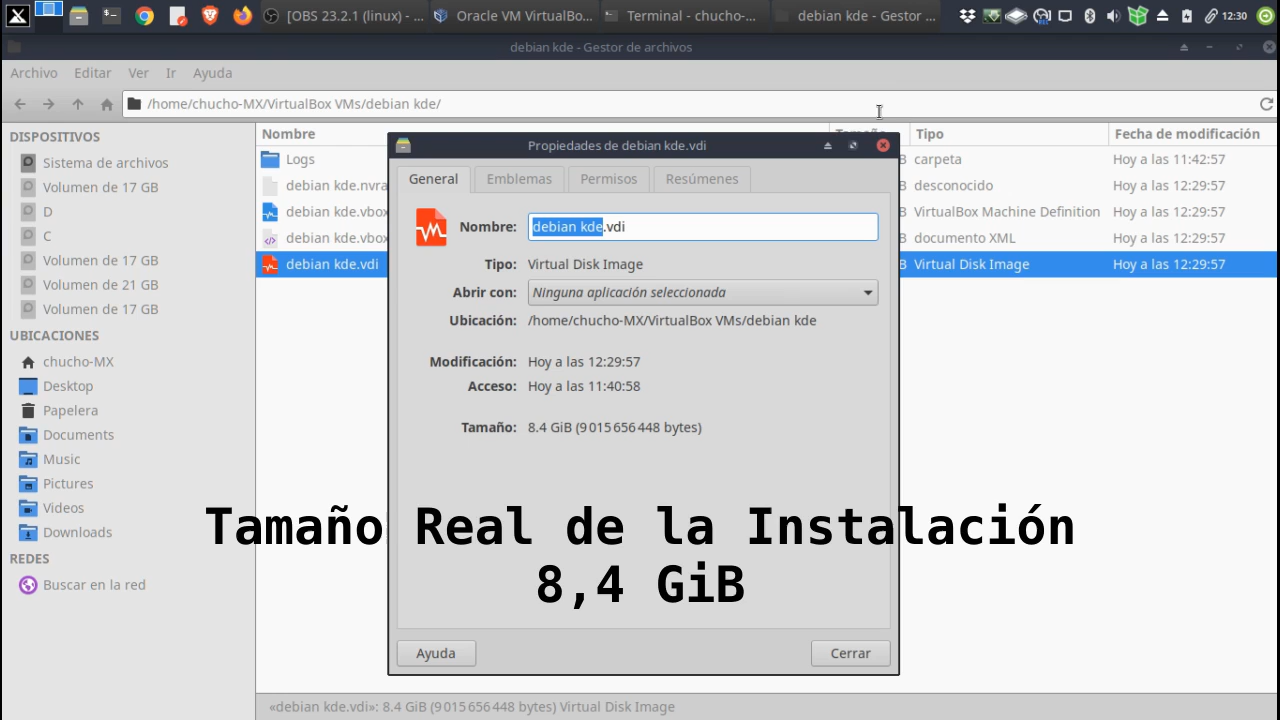 [OBS 23.2.1 (linux) - ...
Oracle VM VirtualBo...
Terminal - chucho-...
debian kde - Gestor ...
12:30
debian kde - Gestor de archivos
Archivo Editar Ver Ir Ayuda
/home/chucho-MX/VirtualBox VMs/debian kde/
DISPOSITIVOS
Sistema de archivos
Volumen de 17 GB
D
C
Volumen de 17 GB
Volumen de 21 GB
Volumen de 17 GB
UBICACIONES
chucho-MX
Desktop
Papelera
Documents
Music
Pictures
Videos
Downloads
REDES
Buscar en la red
Nombre Tamaño Tipo Fecha de modificación
Logs B carpeta Hoy a las 11:42:57
debian kde.nvra B desconocido Hoy a las 12:29:57
debian kde.vbox B VirtualBox Machine Definition Hoy a las 12:29:57
debian kde.vbox B documento XML Hoy a las 12:29:57
debian kde.vdi B Virtual Disk Image Hoy a las 12:29:57
Propiedades de debian kde.vdi
General Emblemas Permisos Resúmenes
Nombre: debian kde.vdi
Tipo: Virtual Disk Image
Abrir con: Ninguna aplicación seleccionada
Ubicación: /home/chucho-MX/VirtualBox VMs/debian kde
Modificación: Hoy a las 12:29:57
Acceso: Hoy a las 11:40:58
Tamaño: 8.4 GiB (9 015 656 448 bytes)
Tamaño Real de la Instalación
8,4 GiB
Ayuda Cerrar
«debian kde.vdi»: 8.4 GiB (9 015 656 448 bytes) Virtual Disk Image